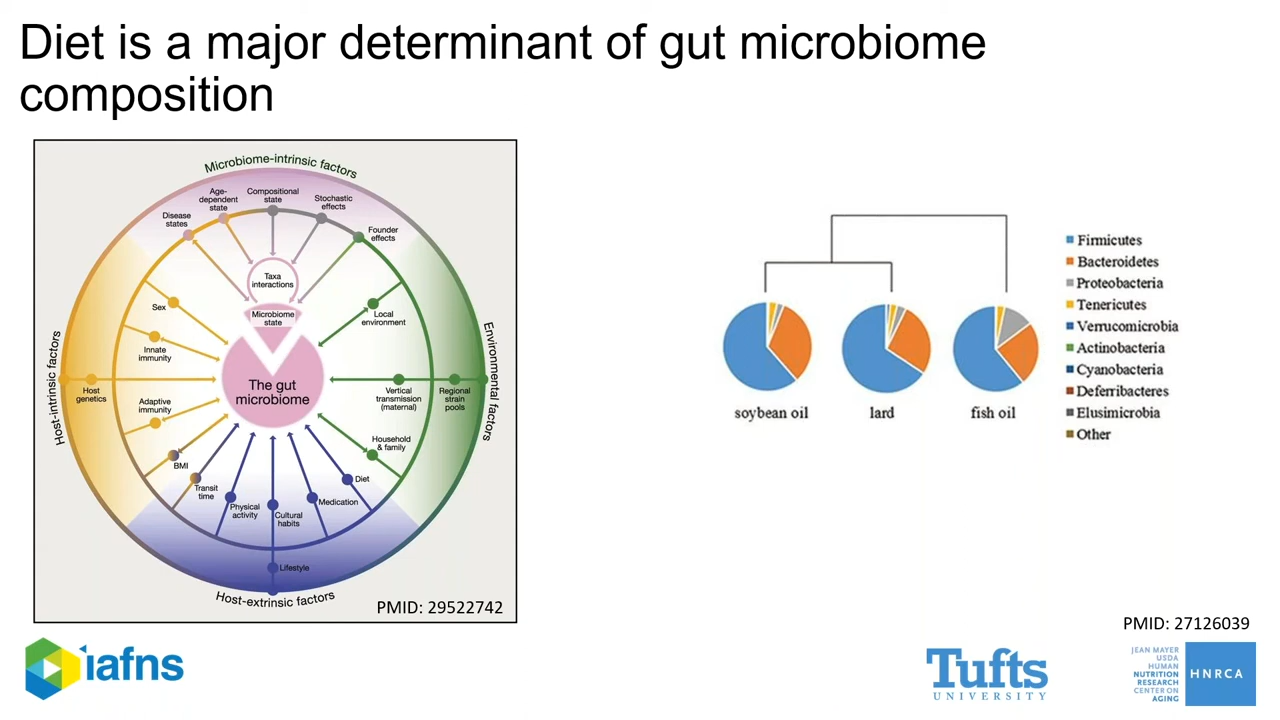 Diet is a major determinant of gut microbiome
composition
Microbiome-intrinsic factors
Age-
dependent
state
Compositional
state
Stochastic
effects
Disease
states
Founder
effects
Taxa
interactions
Microbiome
state
The gut
microbiome
Sex
Innate
immunity
Host
genetics
Adaptive
immunity
BMI
Transit
time
Physical
activity
Cultural
habits
Medication
Diet
Lifestyle
Local
environment
Vertical
transmission
(maternal)
Regional
strain
pools
Household
& family
Host-intrinsic factors
Environmental factors
Host-extrinsic factors
PMID: 29522742
soybean oil
lard
fish oil
Firmicutes
Bacteroidetes
Proteobacteria
Tenericutes
Verrucomicrobia
Actinobacteria
Cyanobacteria
Deferribacteres
Elusimicrobia
Other
PMID: 27126039
iafns
Tufts
UNIVERSITY
JEAN MAYER
USDA
HUMAN
NUTRITION
RESEARCH
CENTER ON
AGING
HNRCA